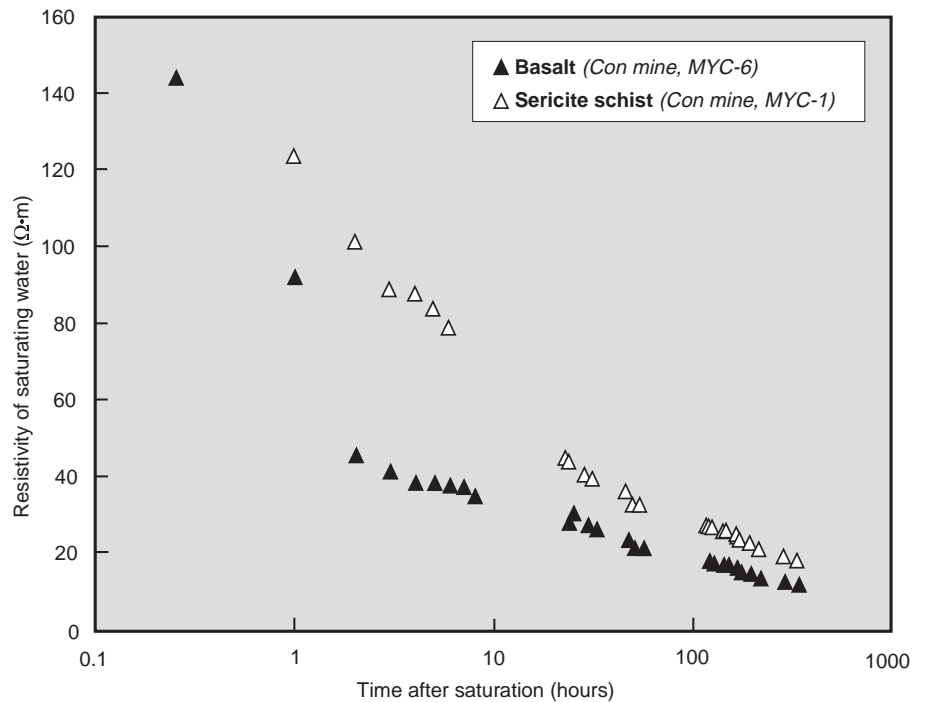 160
140
120
100
80
60
40
20
0
Resistivity of saturating water (Ω•m)
Basalt (Con mine, MYC-6)
Sericite schist (Con mine, MYC-1)
0.1 1 10 100 1000
Time after saturation (hours)